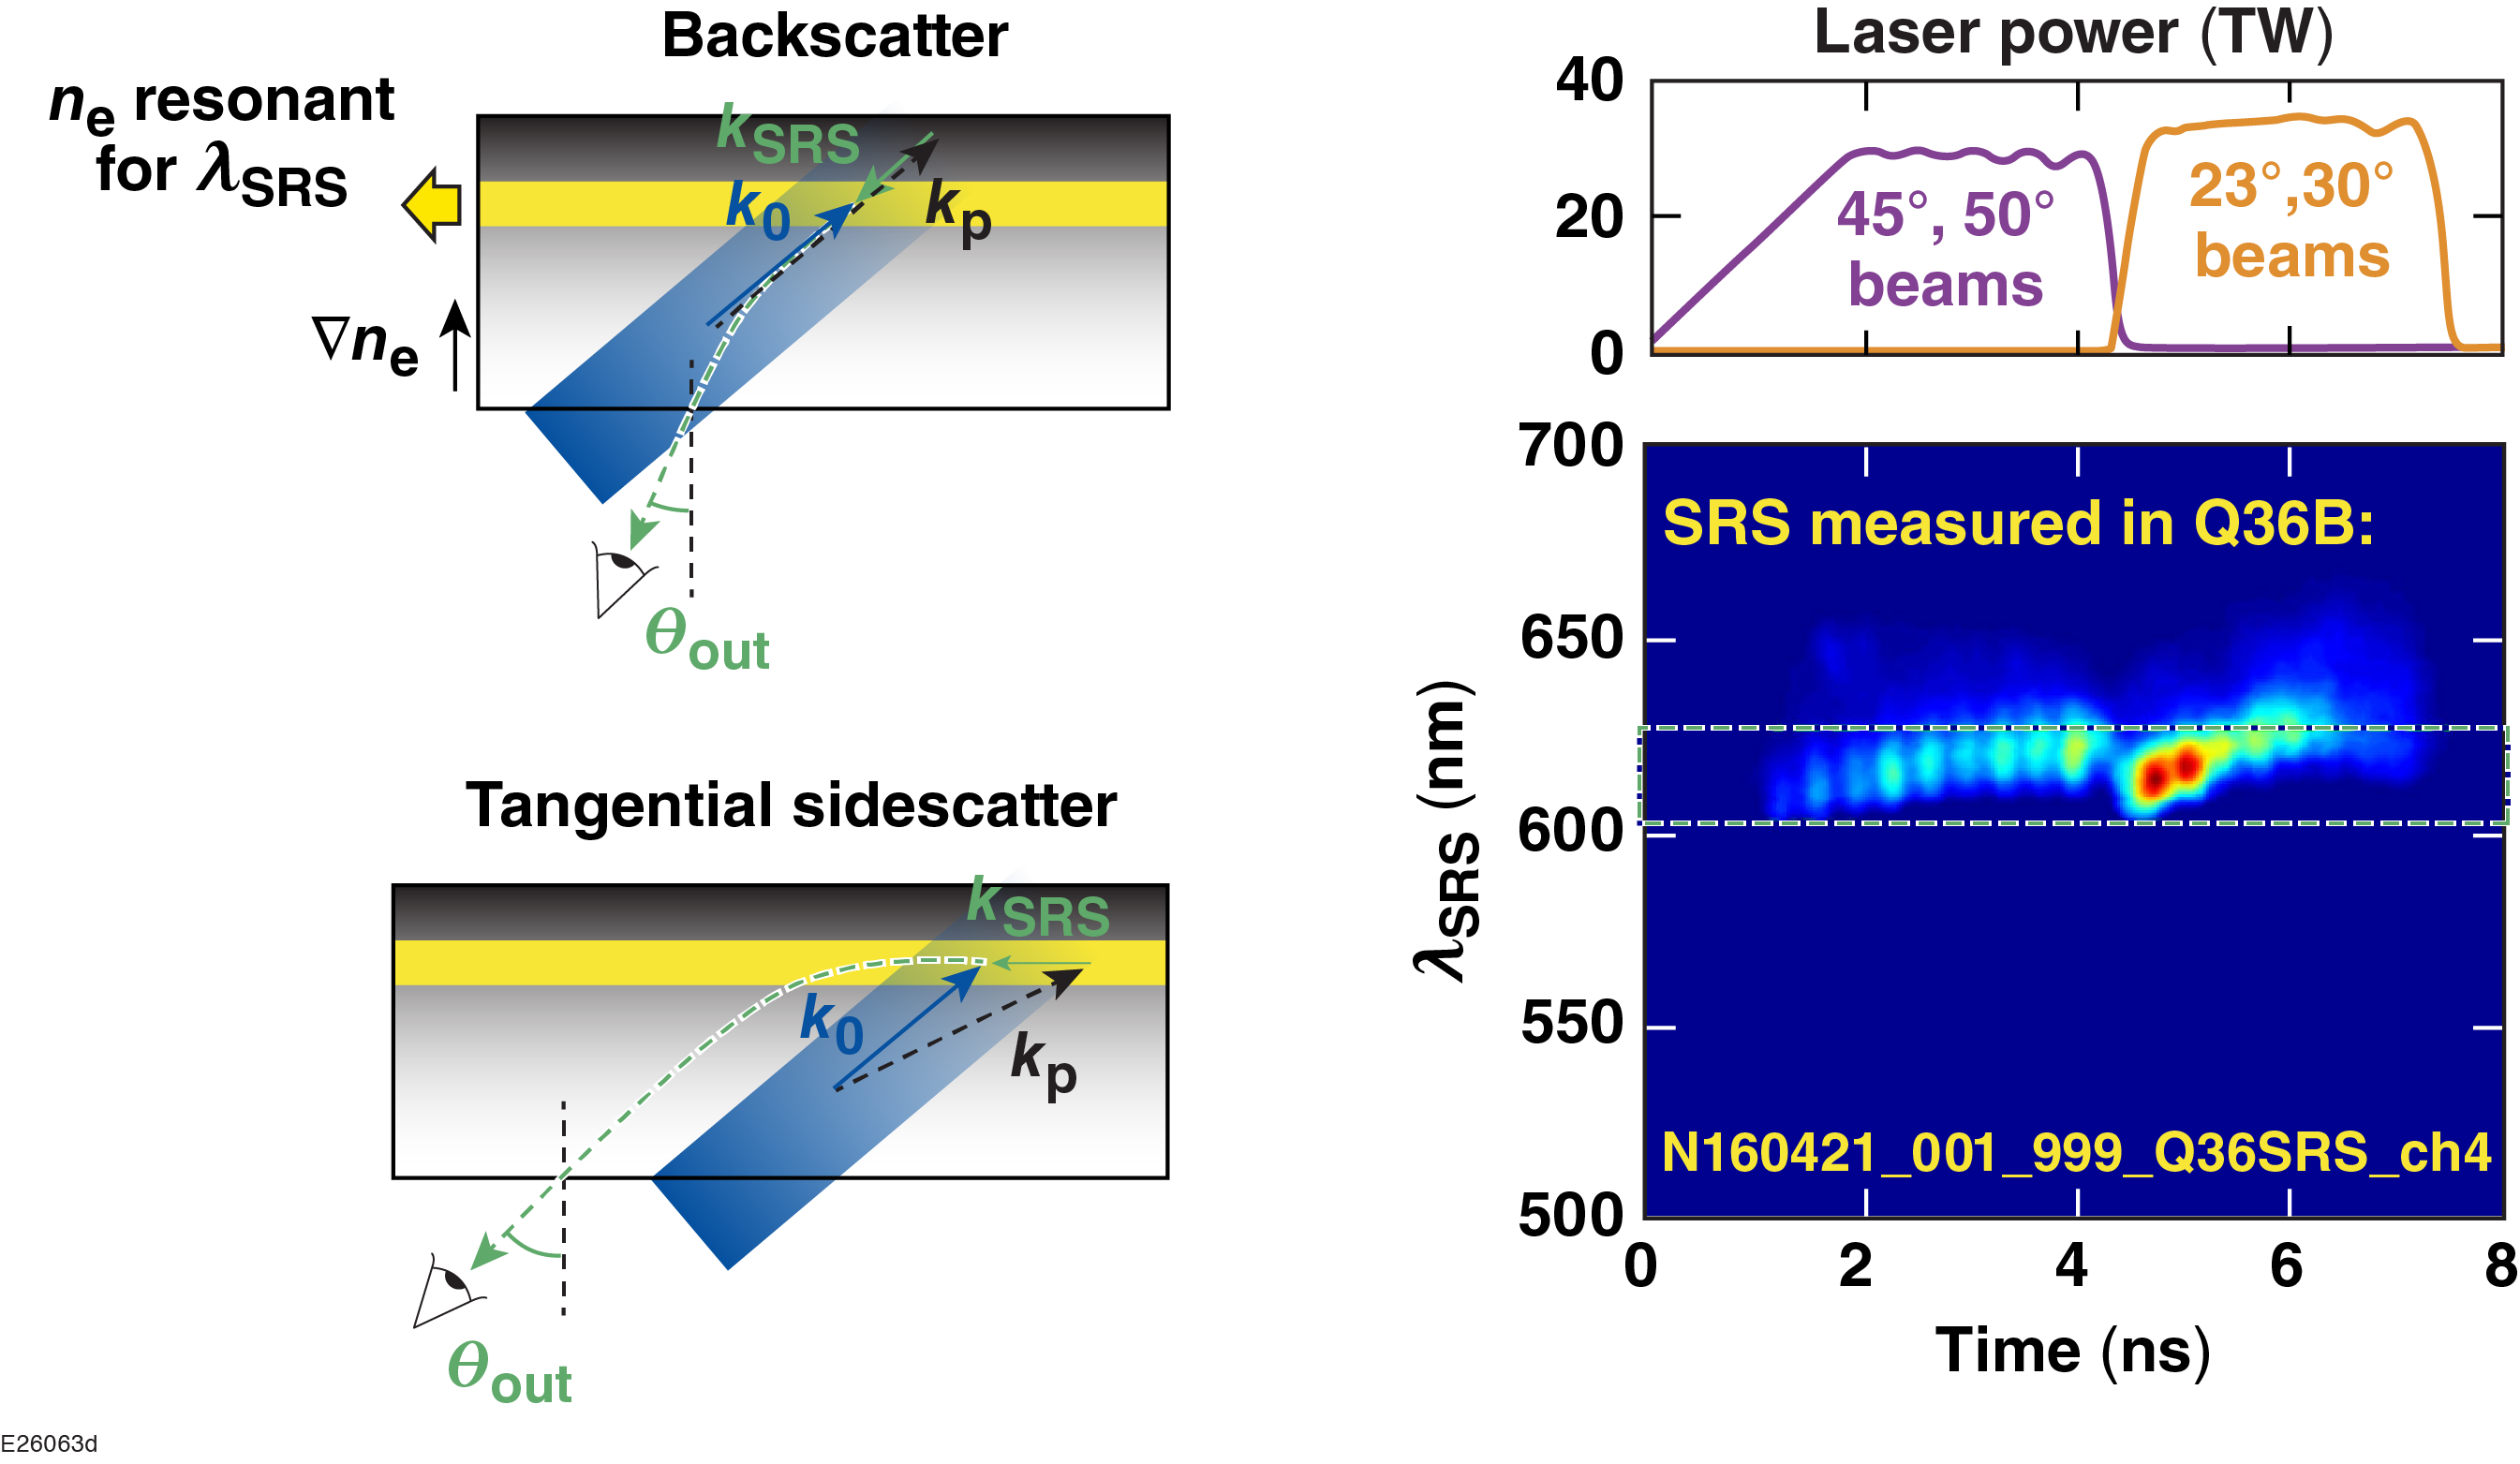 Backscatter
nₑ resonant
for λSRS
kSRS
k0
kp
∇nₑ
θout
Tangential sidescatter
kSRS
k0
kp
θout
E26063d
Laser power (TW)
40
20
0
45°, 50°
beams
23°,30°
beams
700
650
600
550
500
λSRS (nm)
SRS measured in Q36B:
N160421_001_999_Q36SRS_ch4
0 2 4 6 8
Time (ns)